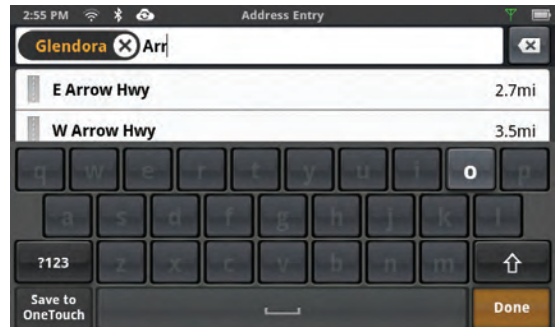 2:55 PM Address Entry
Glendora Arr
E Arrow Hwy 2.7mi
W Arrow Hwy 3.5mi
q w e r t y u i o p
a s d f g h j k l
?123 z x c v b n m
Save to
OneTouch
Done